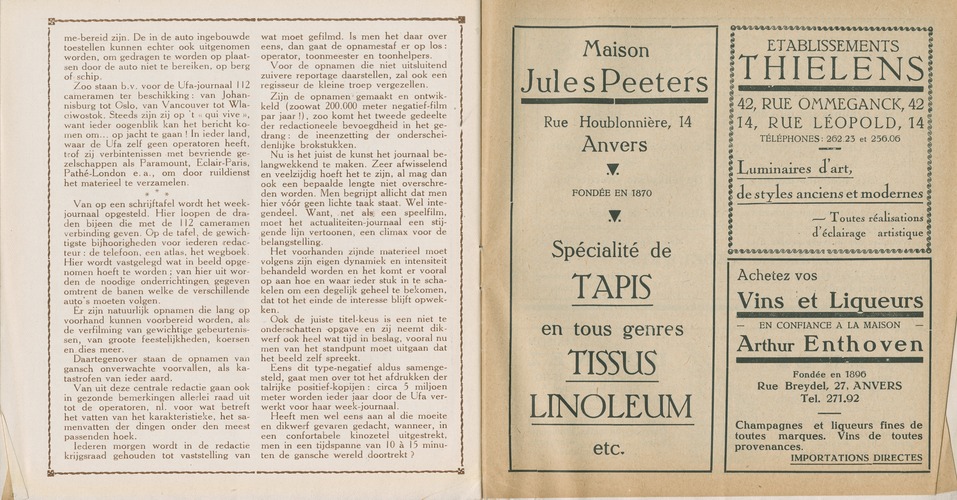 me-bereid zijn. De in de auto ingebouwde
toestellen kunnen echter ook uitgenomen
worden, om gedragen te worden op plaat-
sen door de auto niet te bereiken, op berg
of schip.
Zoo staan b.v. voor de Ufa-journaal 112
cameramen ter beschikking : van Johan-
nisburg tot Oslo, van Vancouver tot Wla-
ciwostok. Steeds zijn zij op 't « qui vive »,
want ieder oogenblik kan het bericht ko-
men om... op jacht te gaan ! In ieder land,
waar de Ufa zelf geen operatoren heeft,
trof zij verbintenissen met bevriende ge-
zelschappen als Paramount, Eclair-Paris,
Pathé-London e. a., om door ruildienst
het materieel te verzamelen.
* * *
Van op een schrijftafel wordt het week-
journaal opgesteld. Hier loopen de dra-
den bijeen die met de 112 cameramen
verbinding geven. Op de tafel, de gewich-
tigste bijhoorigheden voor iederen redac-
teur : de telefoon, een atlas, het wegboek.
Hier wordt vastgelegd wat in beeld opge-
nomen hoeft te worden ; van hier uit wor-
den de noodige onderrichtingen gegeven
omtrent de banen welke de verschillende
auto's moeten volgen.
Er zijn natuurlijk opnamen die lang op
voorhand kunnen voorbereid worden, als
de verfilming van gewichtige gebeurtenis-
sen, van groote feestelijkheden, koersen
en dies meer.
Daartegenover staan de opnamen van
gansch onverwachte voorvallen, als ka-
tastrofen van ieder aard.
Van uit deze centrale redactie gaan ook
in gezonde bemerkingen allerlei raad uit
tot de operatoren, nl. voor wat betreft
het vatten van het karakteristieke, het sa-
menvatten der dingen onder den meest
passenden hoek.
Iederen morgen wordt in de redactie
krijgsraad gehouden tot vaststelling van
wat moet gefilmd. Is men het daar over
eens, dan gaat de opnamestaf er op los :
operator, toonmeester en toonhelpers.
Voor de opnamen die niet uitsluitend
zuivere reportage daarstellen, zal ook een
regisseur de kleine troep vergezellen.
Zijn de opnamen gemaakt en ontwik-
keld (zoowat 200.000 meter negatief-film
par jaar !), zoo komt het tweede gedeelte
der redactioneele bevoegdheid in het ge-
drang : de ineenzetting der onderschei-
denlijke brokstukken.
Nu is het juist de kunst het journaal be-
langwekkend te maken. Zeer afwisselend
en veelzijdig hoeft het te zijn, al mag dan
ook een bepaalde lengte niet overschre-
den worden. Men begrijpt allicht dat men
hier vóór geen lichte taak staat. Wel inte-
gendeel. Want, net als een speelfilm,
moet het actualiteiten-journaal een stij-
gende lijn vertoonen, een climax voor de
belangstelling.
Het voorhanden zijnde materieel moet
volgens zijn eigen dynamiek en intensiteit
behandeld worden en het komt er vooral
op aan hoe en waar ieder stuk in te scha-
kelen om een degelijk geheel te bekomen,
dat tot het einde de interesse blijft opwek-
ken.
Ook de juiste titel-keus is een niet te
onderschatten opgave en zij neemt dik-
werf ook heel wat tijd in beslag, vooral nu
men van het standpunt moet uitgaan dat
het beeld zelf spreekt.
Eens dit type-negatief aldus samenge-
steld, gaat men over tot het afdrukken der
talrijke positief-kopijen : circa 5 miljoen
meter worden ieder jaar door de Ufa ver-
werkt voor haar week-journaal.
Heeft men wel eens aan al die moeite
en dikwerf gevaren gedacht, wanneer, in
een confortabele kinozetel uitgestrekt,
men in een tijdspanne van 10 à 15 minu-
ten de gansche wereld doortrekt ?
Maison
Jules Peeters
Rue Houblonnière, 14
Anvers
FONDÉE EN 1870
Spécialité de
TAPIS
en tous genres
TISSUS
LINOLEUM
etc.
ETABLISSEMENTS
THIELENS
42, RUE OMMEGANCK, 42
14, RUE LÉOPOLD, 14
TÉLÉPHONES : 262 23 et 256.06
Luminaires d'art,
de styles anciens et modernes
— Toutes réalisations
d'éclairage artistique
Achetez vos
Vins et Liqueurs
— EN CONFIANCE A LA MAISON —
Arthur Enthoven
Fondée en 1896
Rue Breydel, 27, ANVERS
Tel. 271.92
Champagnes et liqueurs fines de
toutes marques. Vins de toutes
provenances.
IMPORTATIONS DIRECTES